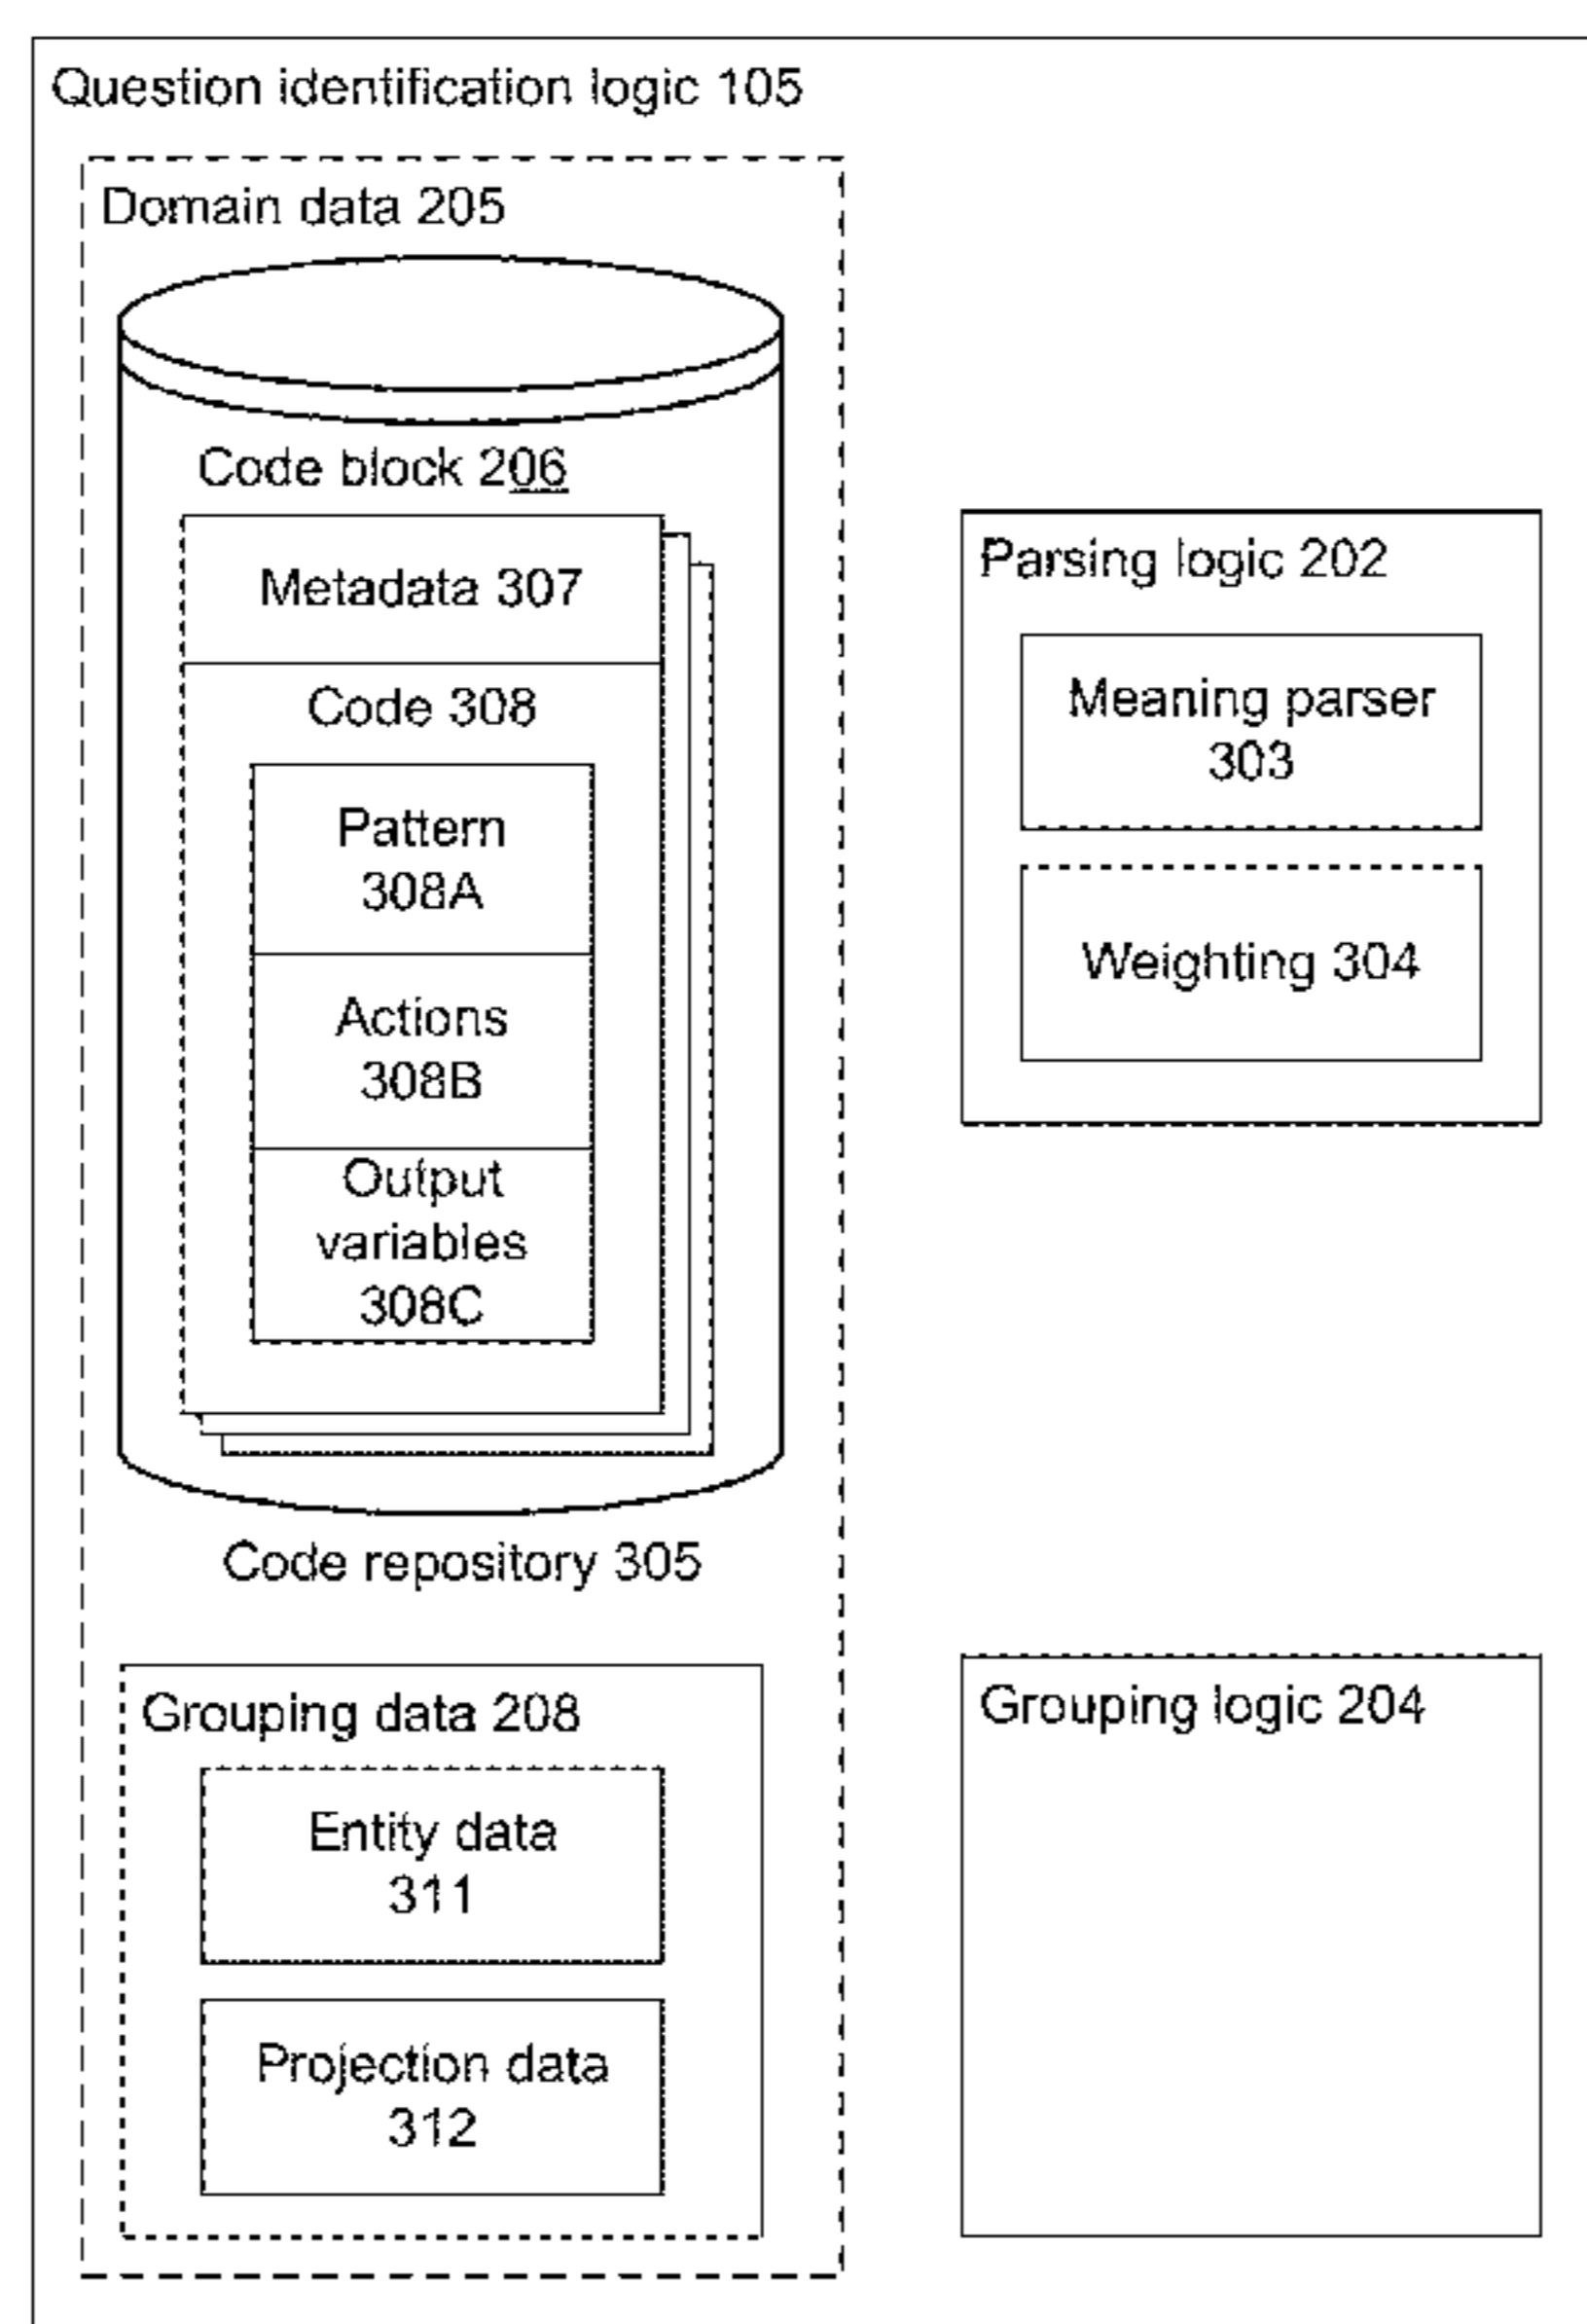 Question identification logic 105
Domain data 205
Code block 206
Metadata 307
Code 308
Pattern
308A
Actions
308B
Output
variables
308C
Code repository 305
Grouping data 208
Entity data
311
Projection data
312
Parsing logic 202
Meaning parser
303
Weighting 304
Grouping logic 204